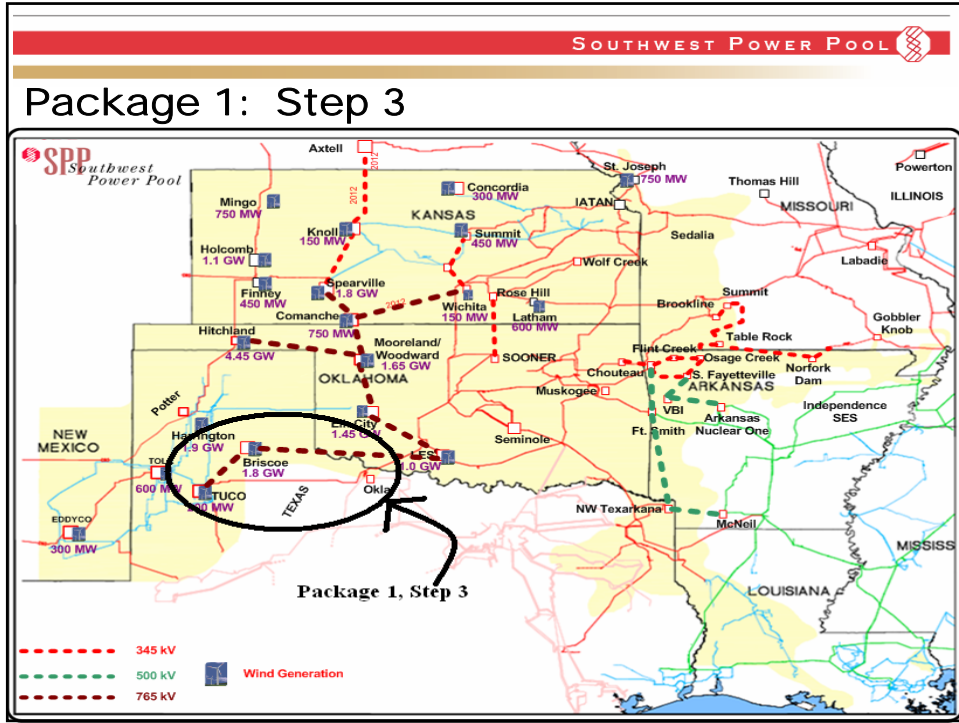 SOUTHWEST POWER POOL
Package 1: Step 3
SPP
Southwest
Power Pool
Axtell
2012
2012
Mingo
750 MW
Concordia
300 MW
St. Joseph
750 MW
Powerton
Thomas Hill
ILLINOIS
MISSOURI
IATAN
KANSAS
Knoll
150 MW
Summit
450 MW
Sedalia
Holcomb
1.1 GW
Wolf Creek
Labadie
Finney
450 MW
Spearville
1.8 GW
2012
Wichita
150 MW
Rose Hill
Latham
600 MW
Summit
Brookline
Comanche
750 MW
Gobbler
Knob
Hitchland
4.45 GW
Mooreland/
Woodward
1.65 GW
Table Rock
Flint Creek
SOONER
Osage Creek
Chouteau
S. Fayetteville
Norfork
Dam
OKLAHOMA
ARKANSAS
Muskogee
Potter
VBI
Arkansas
Nuclear One
Independence
SES
Elk City
1.45 GW
Ft. Smith
Harrington
1.9 GW
Seminole
NEW
MEXICO
Briscoe
1.8 GW
LES
1.0 GW
600 MW
TUCO
200 MW
TEXAS
Okla
NW Texarkana
McNeil
EDDYCO
300 MW
MISSISS
Package 1, Step 3
LOUISIANA
345 kV
500 kV
765 kV
Wind Generation